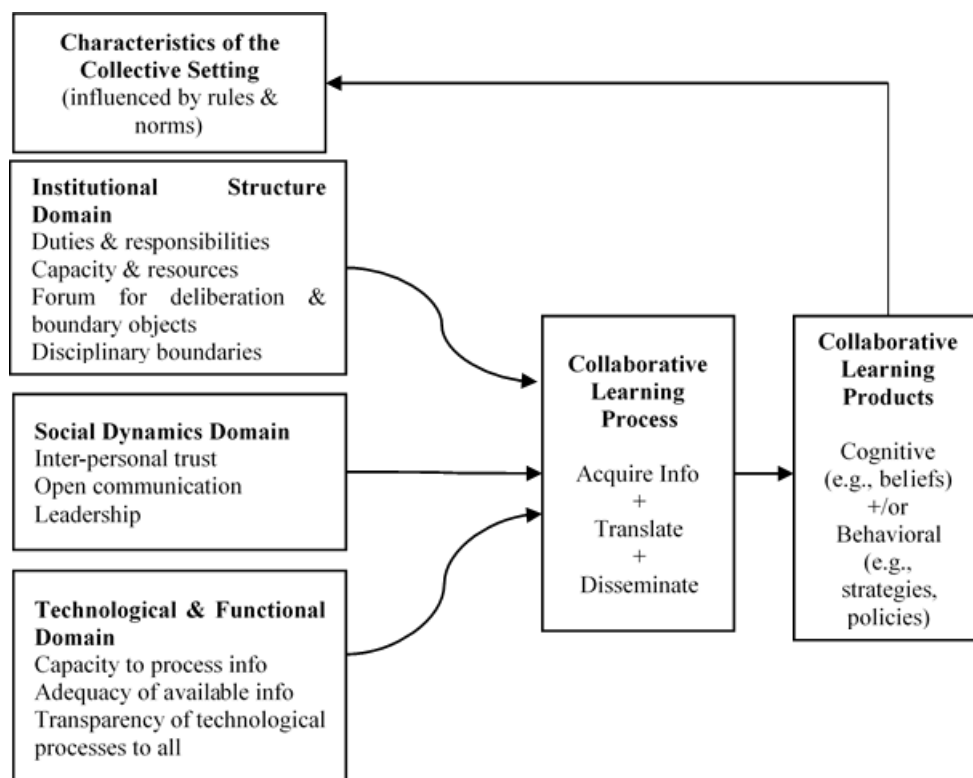 Characteristics of the
Collective Setting
(influenced by rules &
norms)
Institutional Structure
Domain
Duties & responsibilities
Capacity & resources
Forum for deliberation &
boundary objects
Disciplinary boundaries
Social Dynamics Domain
Inter-personal trust
Open communication
Leadership
Technological & Functional
Domain
Capacity to process info
Adequacy of available info
Transparency of technological
processes to all
Collaborative
Learning
Process
Acquire Info
+
Translate
+
Disseminate
Collaborative
Learning
Products
Cognitive
(e.g., beliefs)
+/or
Behavioral
(e.g.,
strategies,
policies)